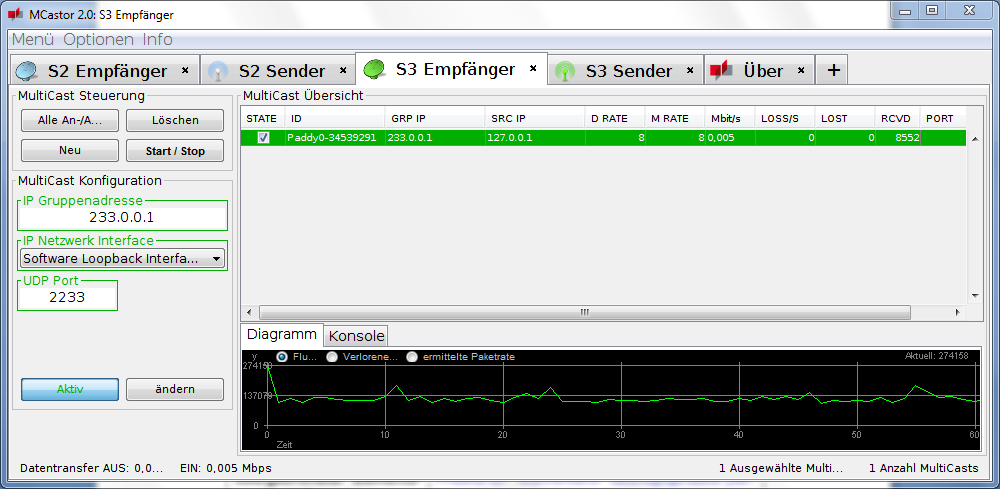 MCastor 2.0: S3 Empfänger
Menü Optionen Info
S2 Empfänger × S2 Sender × S3 Empfänger × S3 Sender × Über × +
MultiCast Steuerung
Alle An-/A... Löschen
Neu Start / Stop
MultiCast Konfiguration
IP Gruppenadresse
233.0.0.1
IP Netzwerk Interface
Software Loopback Interfa...
UDP Port
2233
Aktiv ändern
MultiCast Übersicht
STATE ID GRP IP SRC IP D RATE M RATE Mbit/s LOSS/S LOST RCVD PORT
Paddy0-34539291 233.0.0.1 127.0.0.1 8 8 0,005 0 0 8552
Diagramm Konsole
y Flu... Verlorene... ermittelte Paketrate Aktuell: 274158
274158
137079
0
0 10 20 30 40 50 60
Zeit
Datentransfer AUS: 0,0... EIN: 0,005 Mbps 1 Ausgewählte Multi... 1 Anzahl MultiCasts